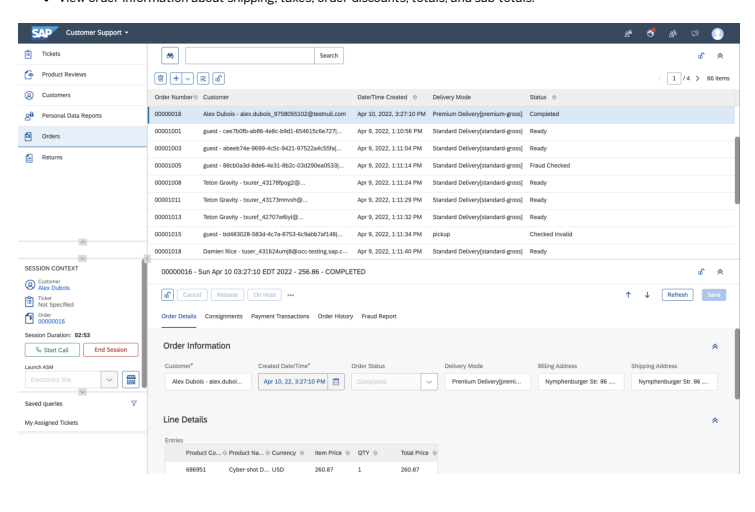 View order information about shipping, taxes, order discounts, totals, and sub-totals.
SAP Customer Support
Tickets
Product Reviews
Customers
Personal Data Reports
Orders
Returns
Search
1 / 4 66 items
Order Number Customer Date/Time Created Delivery Mode Status
00000016 Alex Dubois - alex.dubois_9758055102@testnull.com Apr 10, 2022, 3:27:10 PM Premium Delivery[premium-gross] Completed
00001001 guest - cee7b0fb-ab86-4e8c-b9d1-654615c6e727|... Apr 9, 2022, 1:10:56 PM Standard Delivery[standard-gross] Ready
00001003 guest - abeeb74e-9699-4c5c-9421-97522a4c55fa|... Apr 9, 2022, 1:11:04 PM Standard Delivery[standard-gross] Ready
00001005 guest - 88cb0a3d-8de6-4e31-8b2c-03d290ea0533|... Apr 9, 2022, 1:11:14 PM Standard Delivery[standard-gross] Fraud Checked
00001008 Teton Gravity - txurer_43178fpog2@... Apr 9, 2022, 1:11:24 PM Standard Delivery[standard-gross] Ready
00001011 Teton Gravity - txurer_43173mnvxh@... Apr 9, 2022, 1:11:29 PM Standard Delivery[standard-gross] Ready
00001013 Teton Gravity - txuref_42707w6iyl@... Apr 9, 2022, 1:11:32 PM Standard Delivery[standard-gross] Ready
00001015 guest - bd483028-583d-4c7a-8753-6c9abb7af148|... Apr 9, 2022, 1:11:34 PM pickup Checked Invalid
00001018 Damien Rice - tuser_431624umj8@occ-testing.sap.c... Apr 9, 2022, 1:11:40 PM Standard Delivery[standard-gross] Ready
SESSION CONTEXT
Customer
Alex Dubols
Ticket
Not Specified
Order
00000016
Session Duration: 02:53
Start Call End Session
Launch ASM
Electronics Site
Saved queries
My Assigned Tickets
00000016 - Sun Apr 10 03:27:10 EDT 2022 - 256.86 - COMPLETED
Cancel Release On Hold ••• Refresh Save
Order Details Consignments Payment Transactions Order History Fraud Report
Order Information
Customer* Created Date/Time* Order Status Delivery Mode Billing Address Shipping Address
Alex Dubois - alex.duboi... Apr 10, 22, 3:27:10 PM Completed Premium Delivery[premi... Nymphenburger Str. 86 ,... Nymphenburger Str. 86 ,...
Line Details
Entries
Product Co... Product Na... Currency Item Price QTY Total Price
686951 Cyber-shot D... USD 260.87 1 260.87